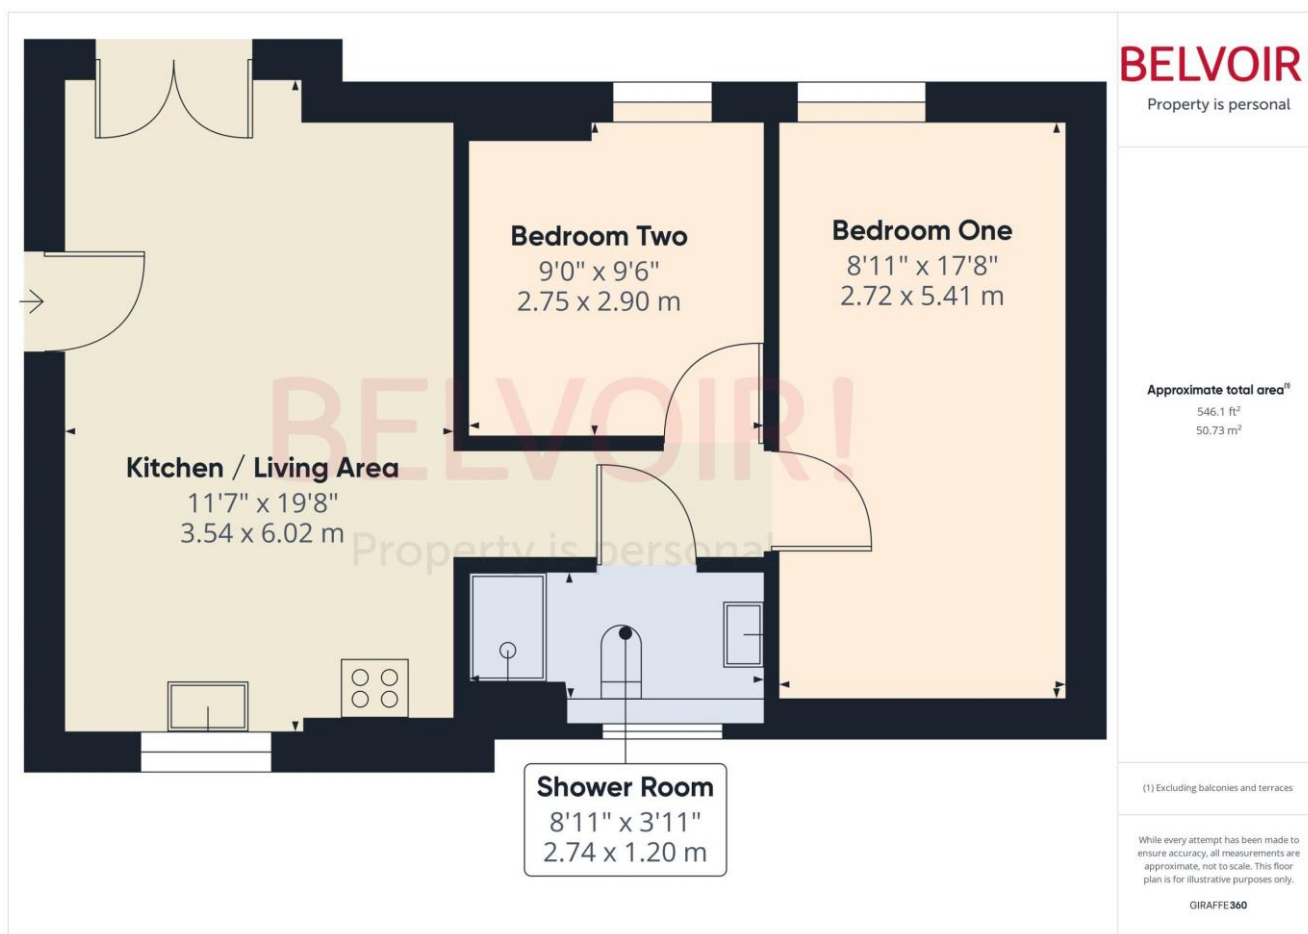 BELVOIR
Property is personal
Bedroom Two
9'0" x 9'6"
2.75 x 2.90 m
Bedroom One
8'11" x 17'8"
2.72 x 5.41 m
Kitchen / Living Area
11'7" x 19'8"
3.54 x 6.02 m
BELVOIR!
Property is personal
Shower Room
8'11" x 3'11"
2.74 x 1.20 m
Approximate total area(1)
546.1 ft²
50.73 m²
(1) Excluding balconies and terraces
While every attempt has been made to
ensure accuracy, all measurements are
approximate, not to scale. This floor
plan is for illustrative purposes only.
GIRAFFE360